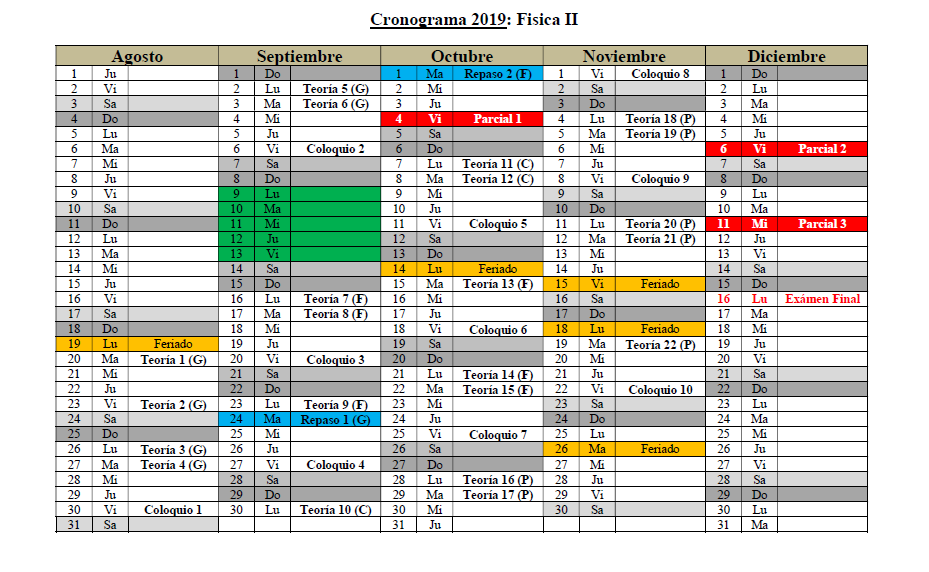 Cronograma 2019: Fisica II
Agosto Septiembre Octubre Noviembre Diciembre
1 Ju 1 Do 1 Ma Repaso 2 (F) 1 Vi Coloquio 8 1 Do
2 Vi 2 Lu Teoría 5 (G) 2 Mi 2 Sa 2 Lu
3 Sa 3 Ma Teoría 6 (G) 3 Ju 3 Do 3 Ma
4 Do 4 Mi 4 Vi Parcial 1 4 Lu Teoría 18 (P) 4 Mi
5 Lu 5 Ju 5 Sa 5 Ma Teoría 19 (P) 5 Ju
6 Ma 6 Vi Coloquio 2 6 Do 6 Mi 6 Vi Parcial 2
7 Mi 7 Sa 7 Lu Teoría 11 (C) 7 Ju 7 Sa
8 Ju 8 Do 8 Ma Teoría 12 (C) 8 Vi Coloquio 9 8 Do
9 Vi 9 Lu 9 Mi 9 Sa 9 Lu
10 Sa 10 Ma 10 Ju 10 Do 10 Ma
11 Do 11 Mi 11 Vi Coloquio 5 11 Lu Teoría 20 (P) 11 Mi Parcial 3
12 Lu 12 Ju 12 Sa 12 Ma Teoría 21 (P) 12 Ju
13 Ma 13 Vi 13 Do 13 Mi 13 Vi
14 Mi 14 Sa 14 Lu Feriado 14 Ju 14 Sa
15 Ju 15 Do 15 Ma Teoría 13 (F) 15 Vi Feriado 15 Do
16 Vi 16 Lu Teoría 7 (F) 16 Mi 16 Sa 16 Lu Exámen Final
17 Sa 17 Ma Teoría 8 (F) 17 Ju 17 Do 17 Ma
18 Do 18 Mi 18 Vi Coloquio 6 18 Lu Feriado 18 Mi
19 Lu Feriado 19 Ju 19 Sa 19 Ma Teoría 22 (P) 19 Ju
20 Ma Teoría 1 (G) 20 Vi Coloquio 3 20 Do 20 Mi 20 Vi
21 Mi 21 Sa 21 Lu Teoría 14 (F) 21 Ju 21 Sa
22 Ju 22 Do 22 Ma Teoría 15 (F) 22 Vi Coloquio 10 22 Do
23 Vi Teoría 2 (G) 23 Lu Teoría 9 (F) 23 Mi 23 Sa 23 Lu
24 Sa 24 Ma Repaso 1 (G) 24 Ju 24 Do 24 Ma
25 Do 25 Mi 25 Vi Coloquio 7 25 Lu 25 Mi
26 Lu Teoría 3 (G) 26 Ju 26 Sa 26 Ma Feriado 26 Ju
27 Ma Teoría 4 (G) 27 Vi Coloquio 4 27 Do 27 Mi 27 Vi
28 Mi 28 Sa 28 Lu Teoría 16 (P) 28 Ju 28 Sa
29 Ju 29 Do 29 Ma Teoría 17 (P) 29 Vi 29 Do
30 Vi Coloquio 1 30 Lu Teoría 10 (C) 30 Mi 30 Sa 30 Lu
31 Sa 31 Ju 31 Ma